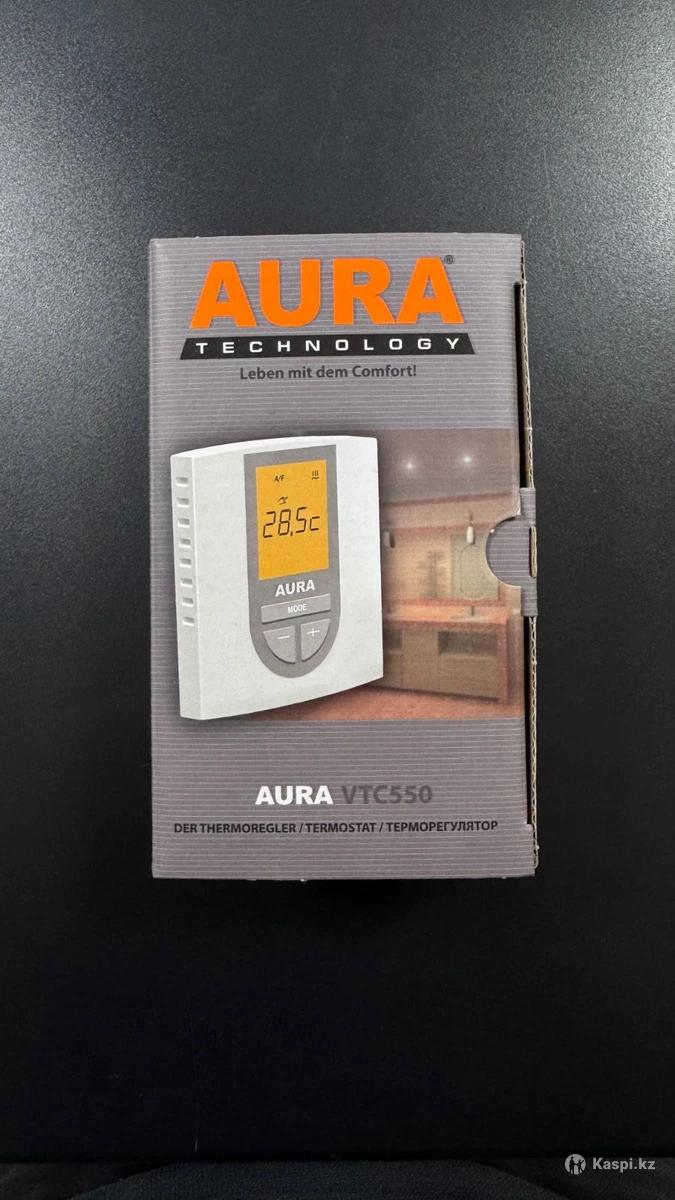 AURA®
TECHNOLOGY
Leben mit dem Comfort!
A/F
28,5c
AURA
MODE
− +
AURA VTC550
DER THERMOREGLER / TERMOSTAT / ТЕРМОРЕГУЛЯТОР
Kaspi.kz